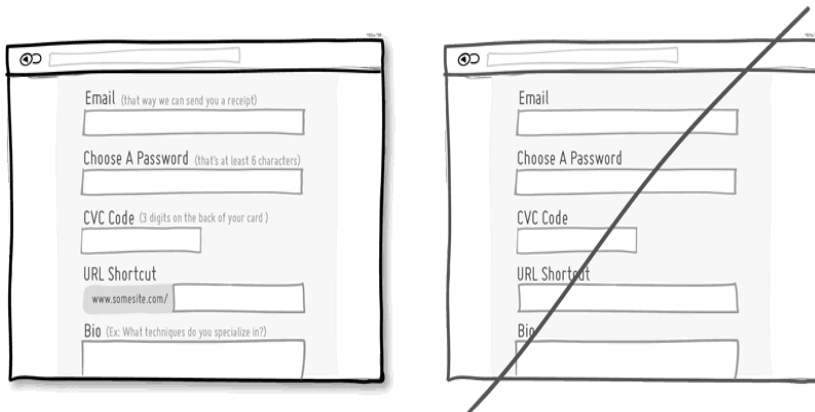 Email (that way we can send you a receipt)
Choose A Password (that's at least 6 characters)
CVC Code (3 digits on the back of your card )
URL Shortcut
www.somesite.com/
Bio (Ex: What techniques do you specialize in?)
Email
Choose A Password
CVC Code
URL Shortcut
Bio